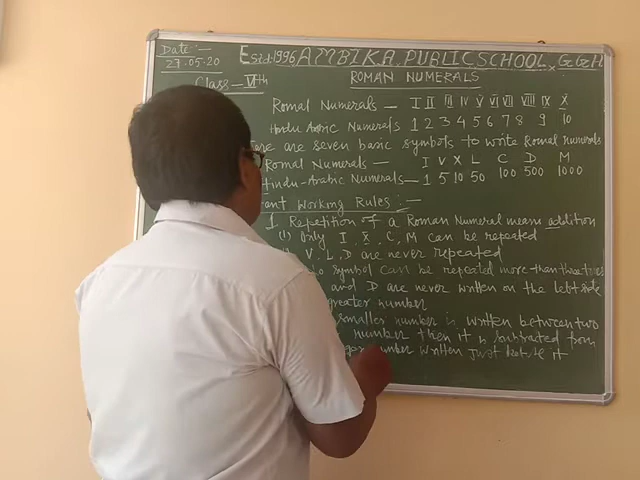 Date:-
27.05.20
Estd:1996 AMBIKA PUBLIC SCHOOL,
Class - VIth
ROMAN NUMERALS
Romal Numerals - I II III IV V VI VII VIII IX X
Hindu Arabic Numerals 1 2 3 4 5 6 7 8 9 10
are seven basic symbols to write Romal numerals
Romal Numerals - I V X L C D M
Hindu-Arabic Numerals - 1 5 10 50 100 500 1000
Working Rules:-
1 Repetition of a Roman Numeral means addition
(i) Only I, X, C, M can be repeated
V, L, D are never repeated
symbol can be repeated more than three times
and D are never written on the left side
greater number
smaller number is written between two
number then it is subtracted from
number written just before it